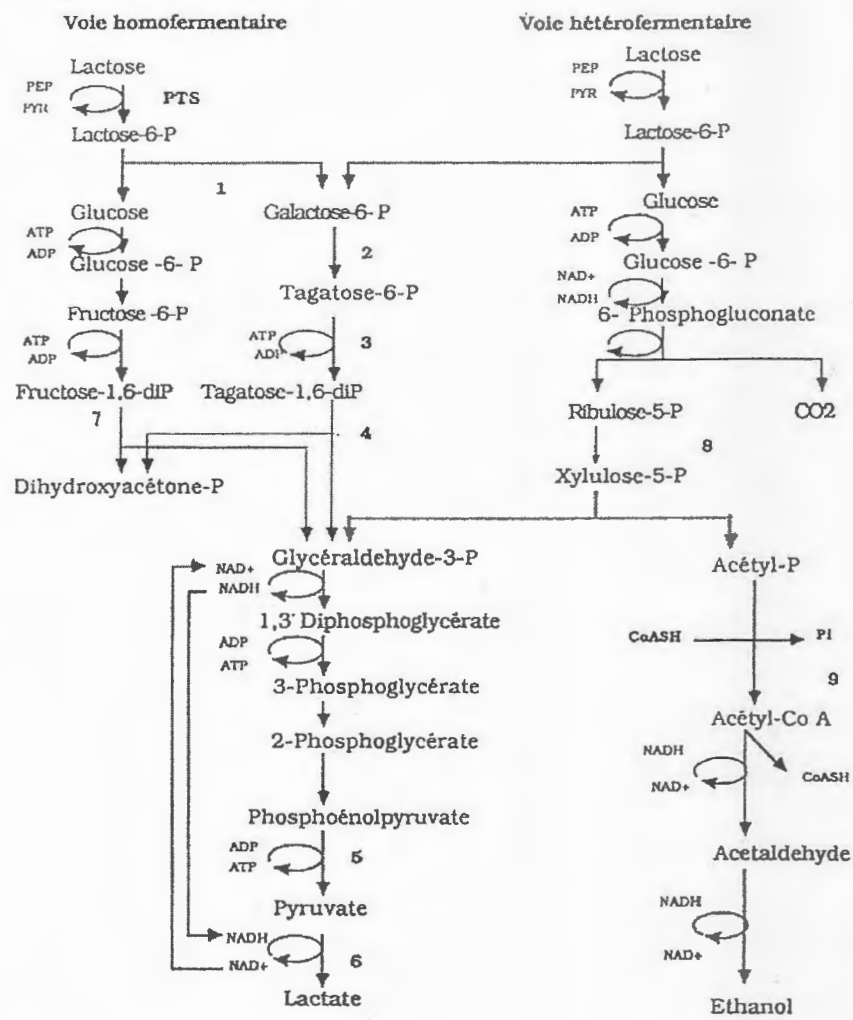 Voie homofermentaire
Voie hétérofermentaire
Lactose
Lactose
PEP
PYR
PTS
PEP
PYR
Lactose-6-P
Lactose-6-P
1
Glucose
Galactose-6- P
Glucose
ATP
ADP
2
ATP
ADP
Glucose -6- P
Glucose -6- P
Tagatose-6-P
NAD+
NADH
Fructose -6-P
6- Phosphogluconate
ATP
ADP
ATP
ADP
3
Fructose-1,6-diP
Tagatose-1,6-diP
Ribulose-5-P
CO2
7
4
8
Dihydroxyacétone-P
Xylulose-5-P
Glycéraldehyde-3-P
Acétyl-P
NAD+
NADH
1,3 Diphosphoglycérate
CoASH
PI
ADP
ATP
3-Phosphoglycérate
9
2-Phosphoglycérate
Acétyl-Co A
NADH
NAD+
CoASH
Phosphoénolpyruvate
ADP
ATP
5
Acetaldehyde
Pyruvate
NADH
NAD+
NADH
NAD+
6
Lactate
Ethanol